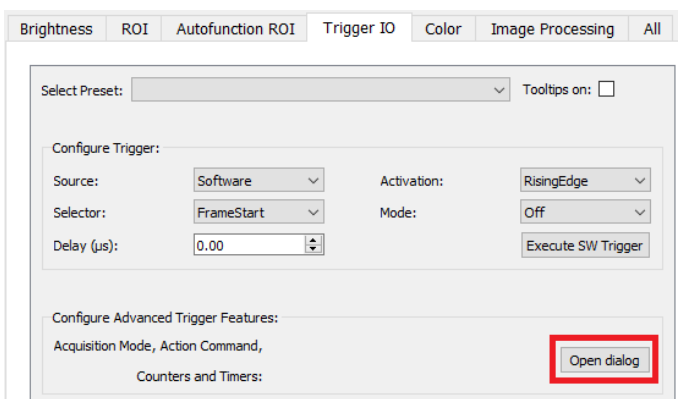 Brightness ROI Autofunction ROI Trigger IO Color Image Processing All
Select Preset: Tooltips on:
Configure Trigger:
Source: Software Activation: RisingEdge
Selector: FrameStart Mode: Off
Delay (µs): 0.00 Execute SW Trigger
Configure Advanced Trigger Features:
Acquisition Mode, Action Command,
Open dialog
Counters and Timers: